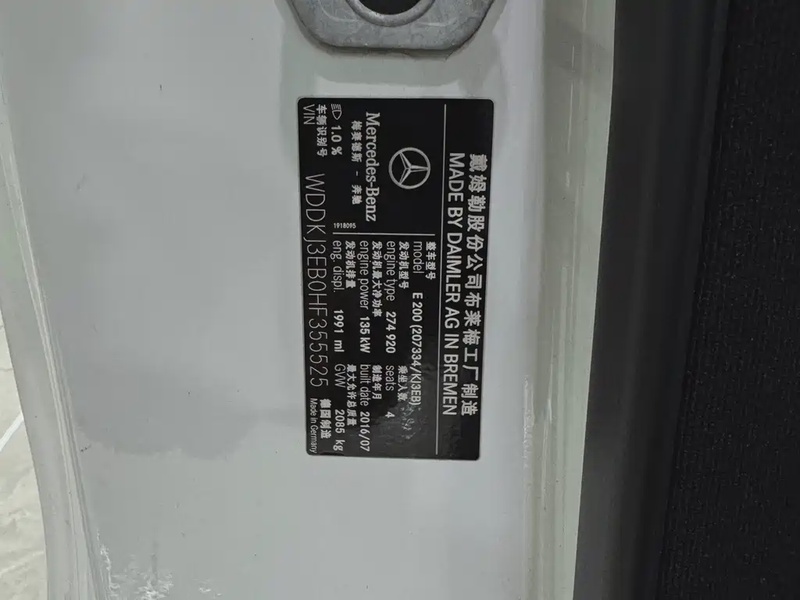 戴姆勒股份公司布莱梅工厂制造
MADE BY DAIMLER AG IN BREMEN
Mercedes-Benz
梅赛德斯 - 奔驰
1.0 %
1918095
整车型号
model E 200 (207334/KJ3EB)
发动机型号 乘坐人数
engine type 274 920 seats 4
发动机最大净功率 制造年月
engine power 135 kW built date 2016/07
发动机排量 最大允许总质量
eng. displ. 1991 ml GVW 2085 kg
车辆识别号
VIN WDDKJ3EB0HF355525
德国制造
Made in Germany